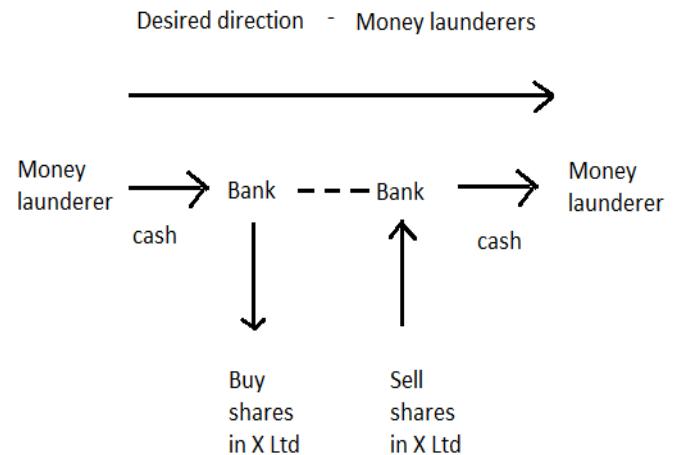 Desired direction - Money launderers
Money
launderer
cash
Bank
Bank
cash
Money
launderer
Buy
shares
in X Ltd
Sell
shares
in X Ltd